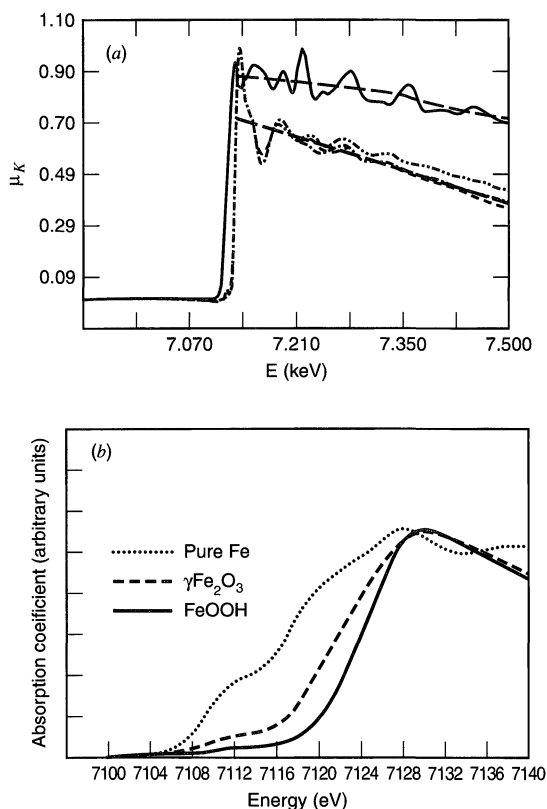 1.10
(a)
0.90
0.70
0.49
0.29
0.09
μK
7.070 7.210 7.350 7.500
E (keV)
(b)
Absorption coeificient (arbitrary units)
Pure Fe
γFe2O3
FeOOH
7100 7104 7108 7112 7116 7120 7124 7128 7132 7136 7140
Energy (eV)